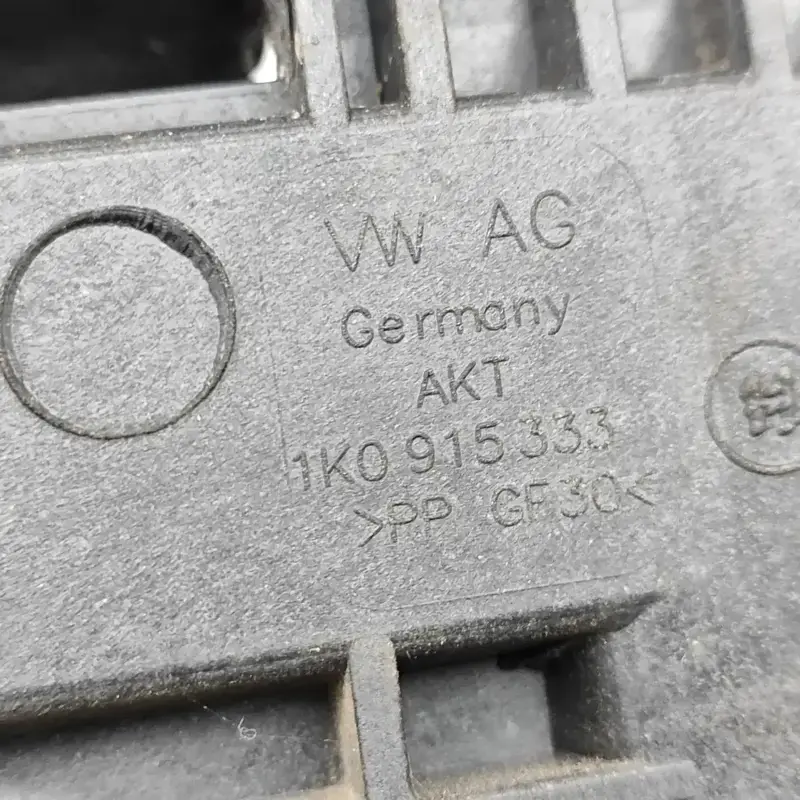 VW AG
Germany
AKT
1K0 915 333
>PP GF30<